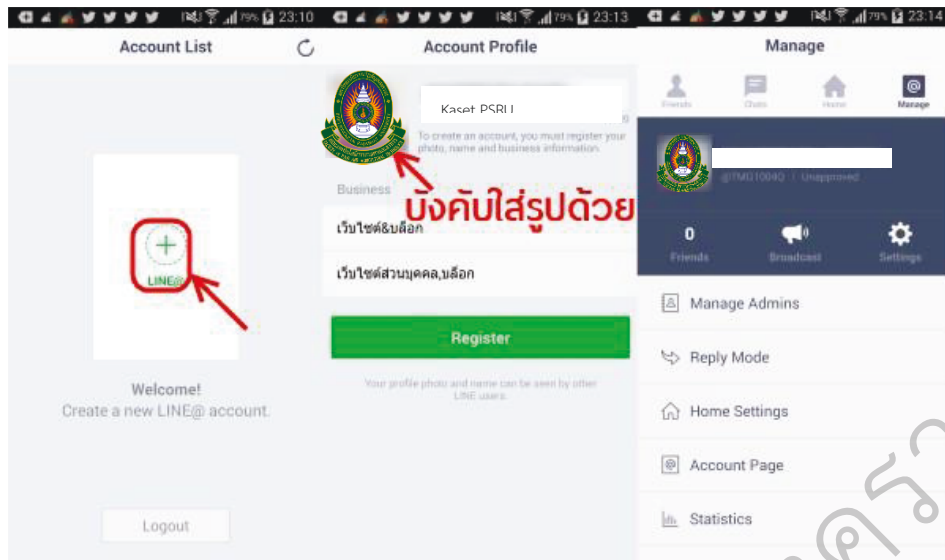 23:10
Account List
LINE@
Welcome!
Create a new LINE@ account.
Logout
79% 23:13
Account Profile
Kaset PSRU
To create an account, you must register your
photo, name and business information.
บังคับใส่รูปด้วย
Business
เว็บไซต์&บล็อก
เว็บไซต์ส่วนบุคคล,บล็อก
Register
Your profile photo and name can be seen by other
LINE users.
79% 23:14
Manage
Friends
Chats
Home
Manage
Unapproved
0
Friends
Broadcast
Settings
Manage Admins
Reply Mode
Home Settings
Account Page
Statistics